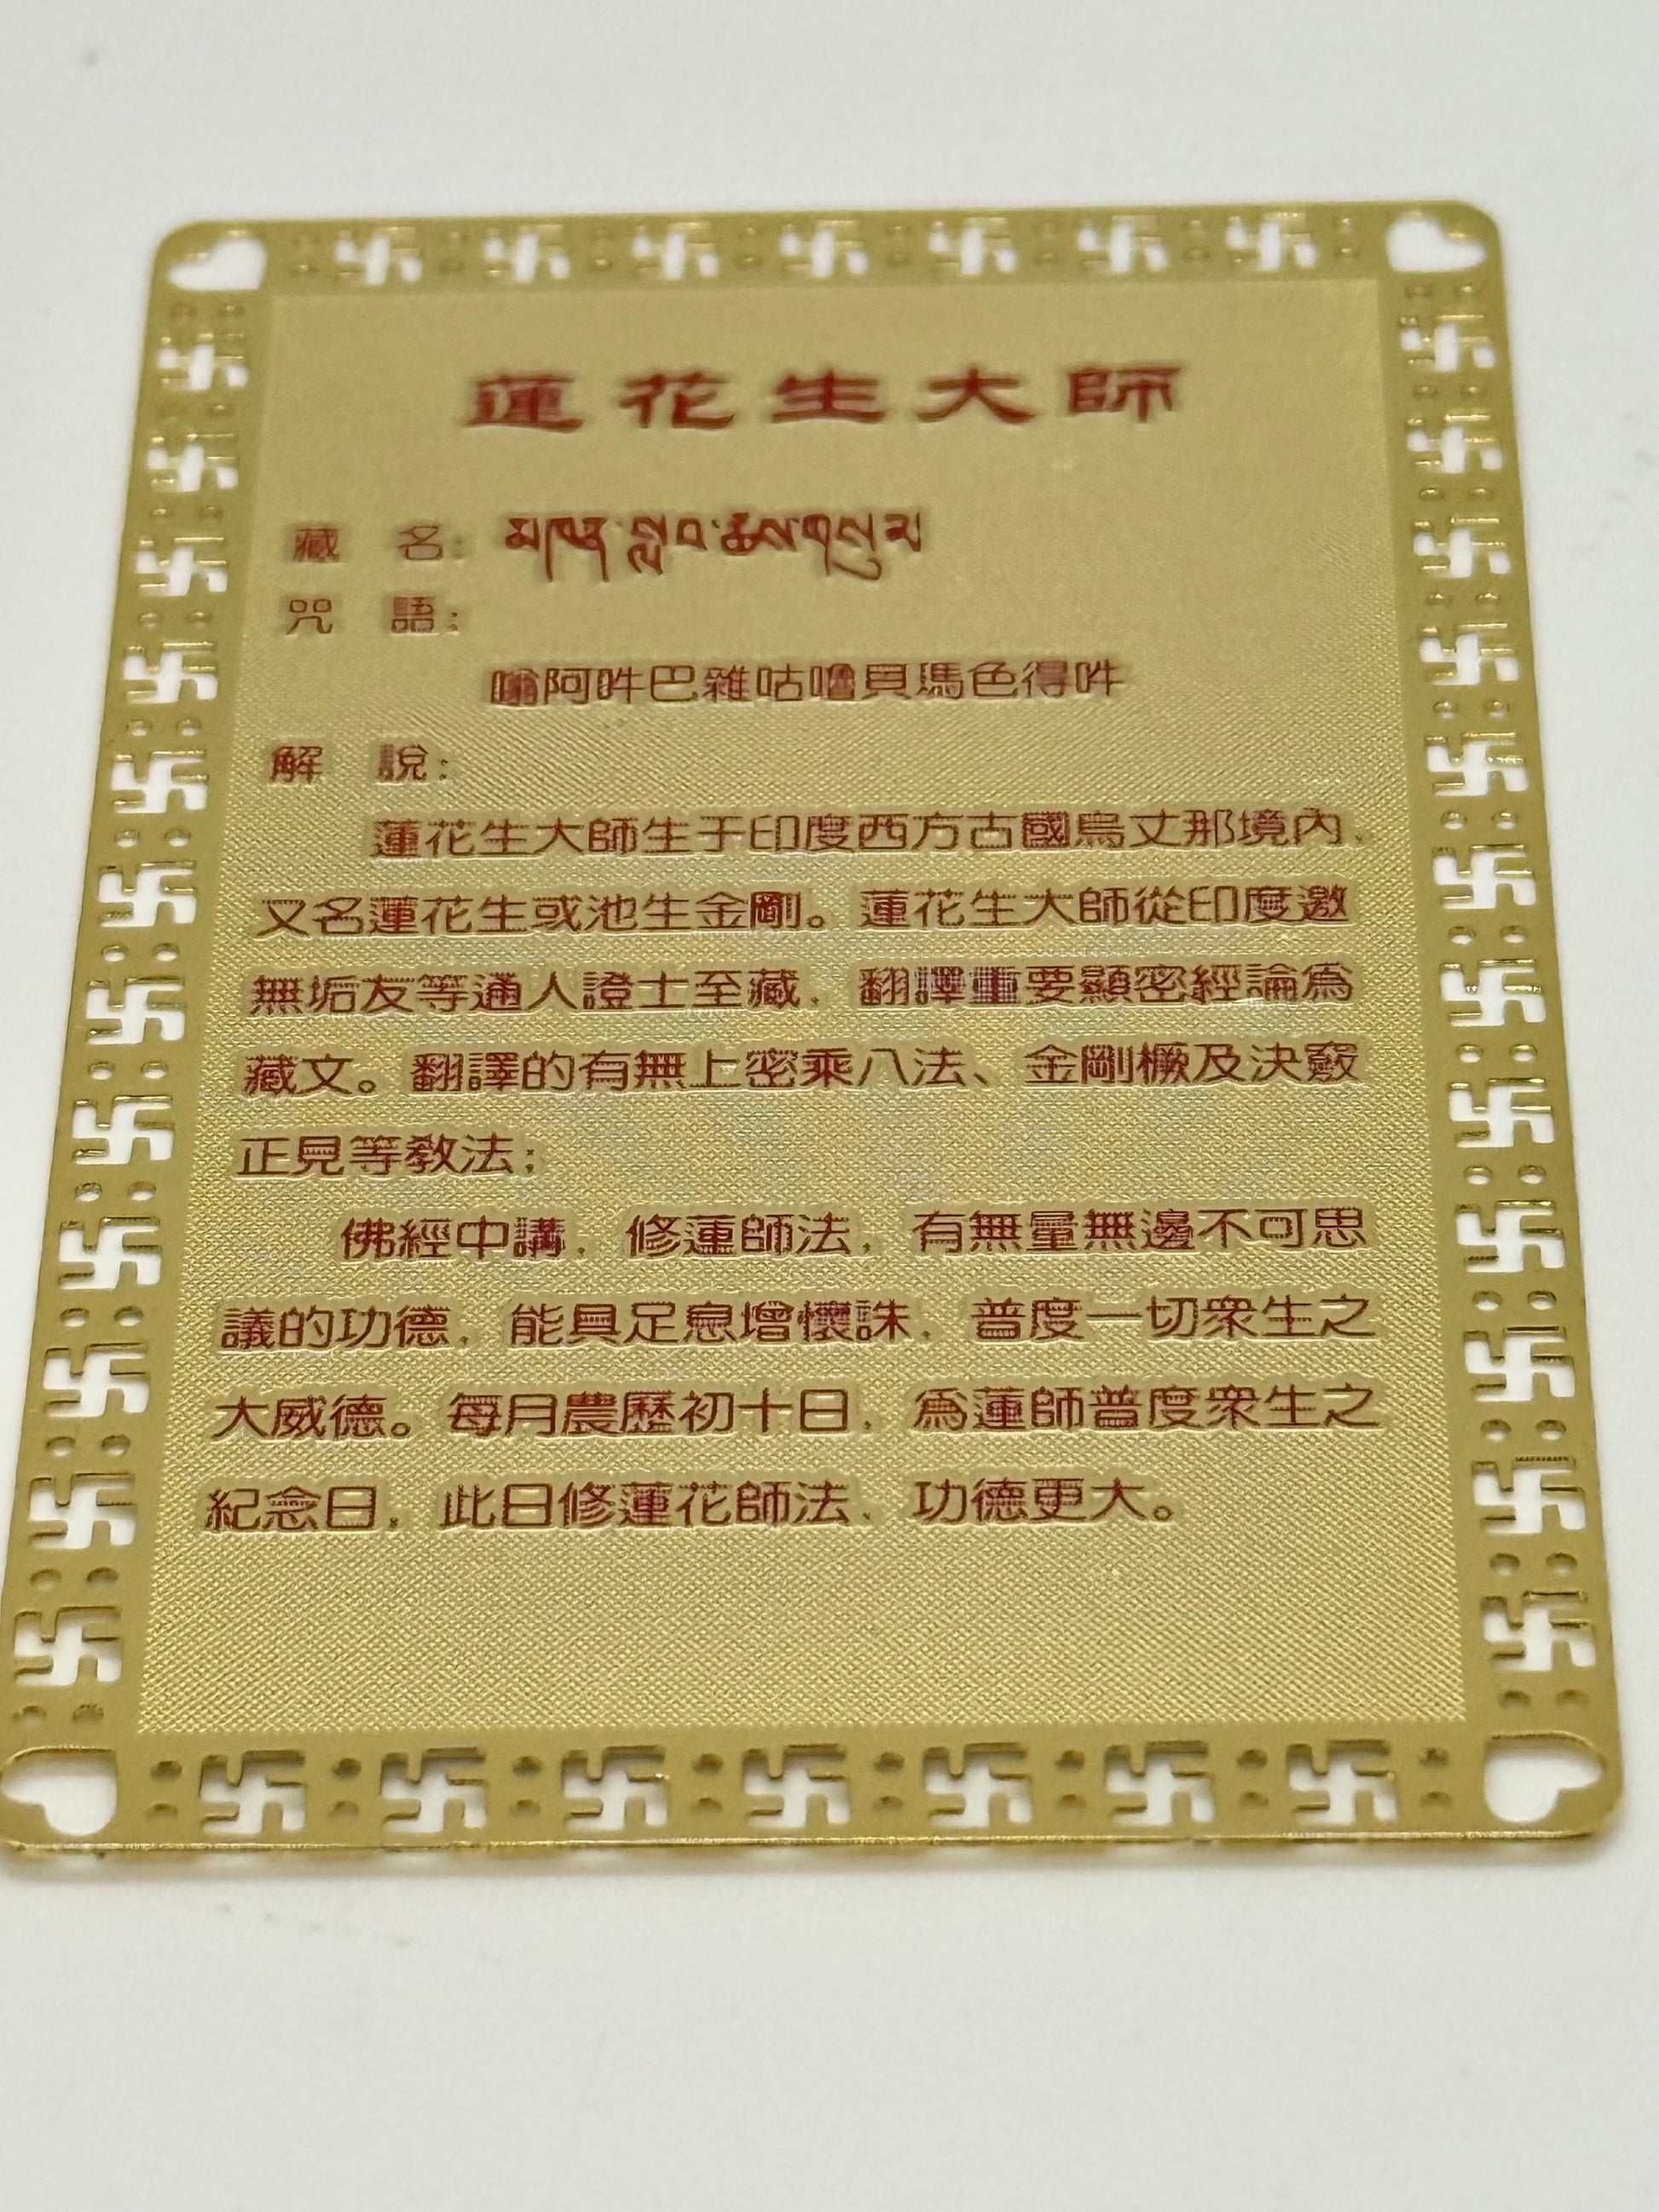 蓮花生大師
藏 名：
咒 語：
嗡阿吽巴雜咕嚕貝瑪色得吽
解 說：
蓮花生大師生于印度西方古國烏丈那境內，
又名蓮花生或池生金剛。蓮花生大師從印度邀
無垢友等通人證士至藏，翻譯重要顯密經論為
藏文。翻譯的有無上密乘八法、金剛橛及決竅
正見等教法；
佛經中講，修蓮師法，有無量無邊不可思
議的功德，能具足息增懷誅，普度一切衆生之
大威德。每月農歷初十日，為蓮師普度衆生之
紀念日，此日修蓮花師法，功德更大。